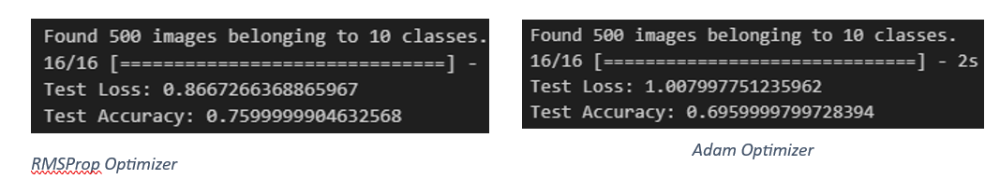 Found 500 images belonging to 10 classes.
16/16 [==============================] -
Test Loss: 0.8667266368865967
Test Accuracy: 0.7599999904632568
RMSProp Optimizer
Found 500 images belonging to 10 classes.
16/16 [==============================] - 2s
Test Loss: 1.007997751235962
Test Accuracy: 0.6959999799728394
Adam Optimizer